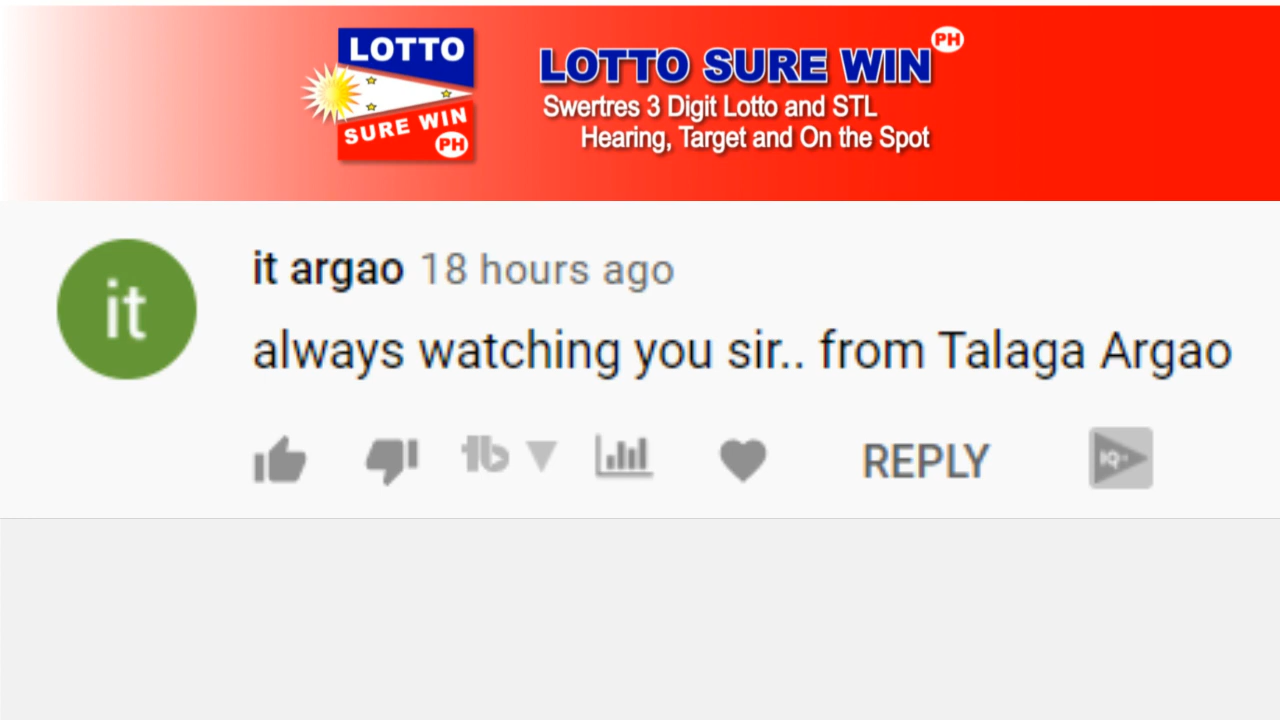 LOTTO
SURE WIN
PH
LOTTO SURE WIN PH
Swertres 3 Digit Lotto and STL
Hearing, Target and On the Spot
it
it argao 18 hours ago
always watching you sir.. from Talaga Argao
REPLY
IQ